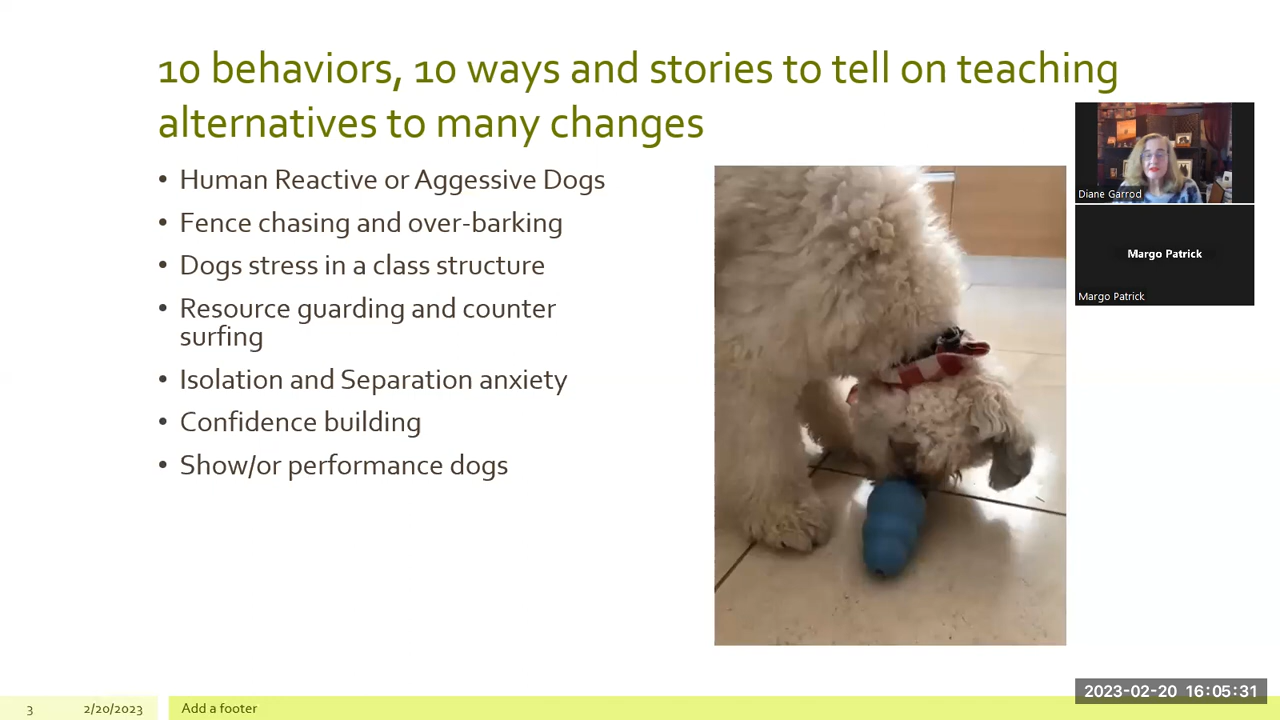 10 behaviors, 10 ways and stories to tell on teaching
alternatives to many changes
• Human Reactive or Aggessive Dogs
• Fence chasing and over-barking
• Dogs stress in a class structure
• Resource guarding and counter
surfing
• Isolation and Separation anxiety
• Confidence building
• Show/or performance dogs
Diane Garrod
Margo Patrick
Margo Patrick
2023-02-20 16:05:31
3 2/20/2023 Add a footer